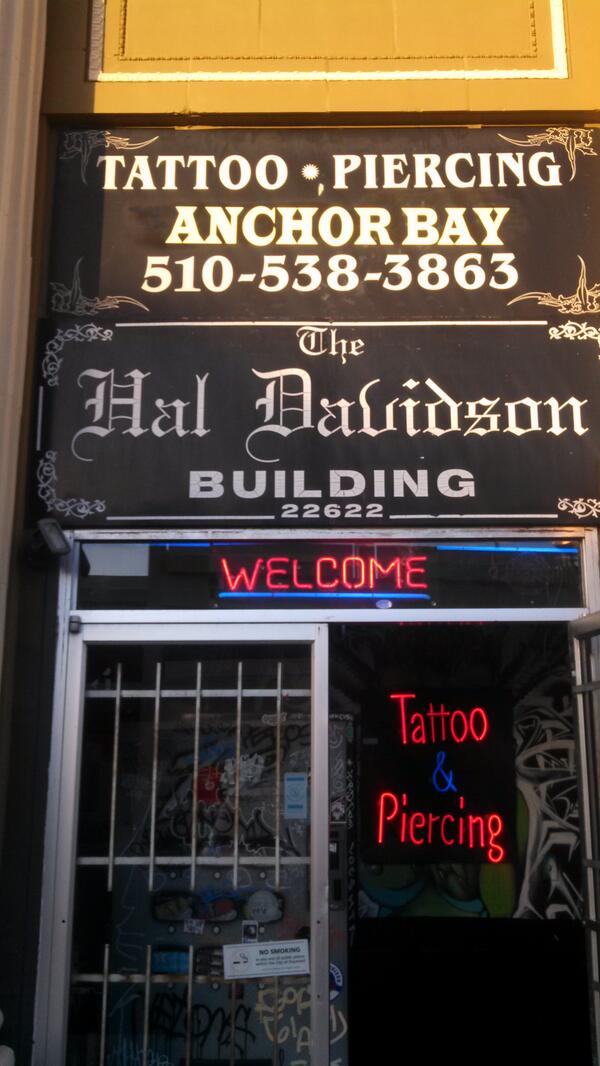 TATTOO • PIERCING
ANCHOR BAY
510-538-3863
The
Hal Davidson
BUILDING
22622
WELCOME
Tattoo
&
Piercing
NO SMOKING